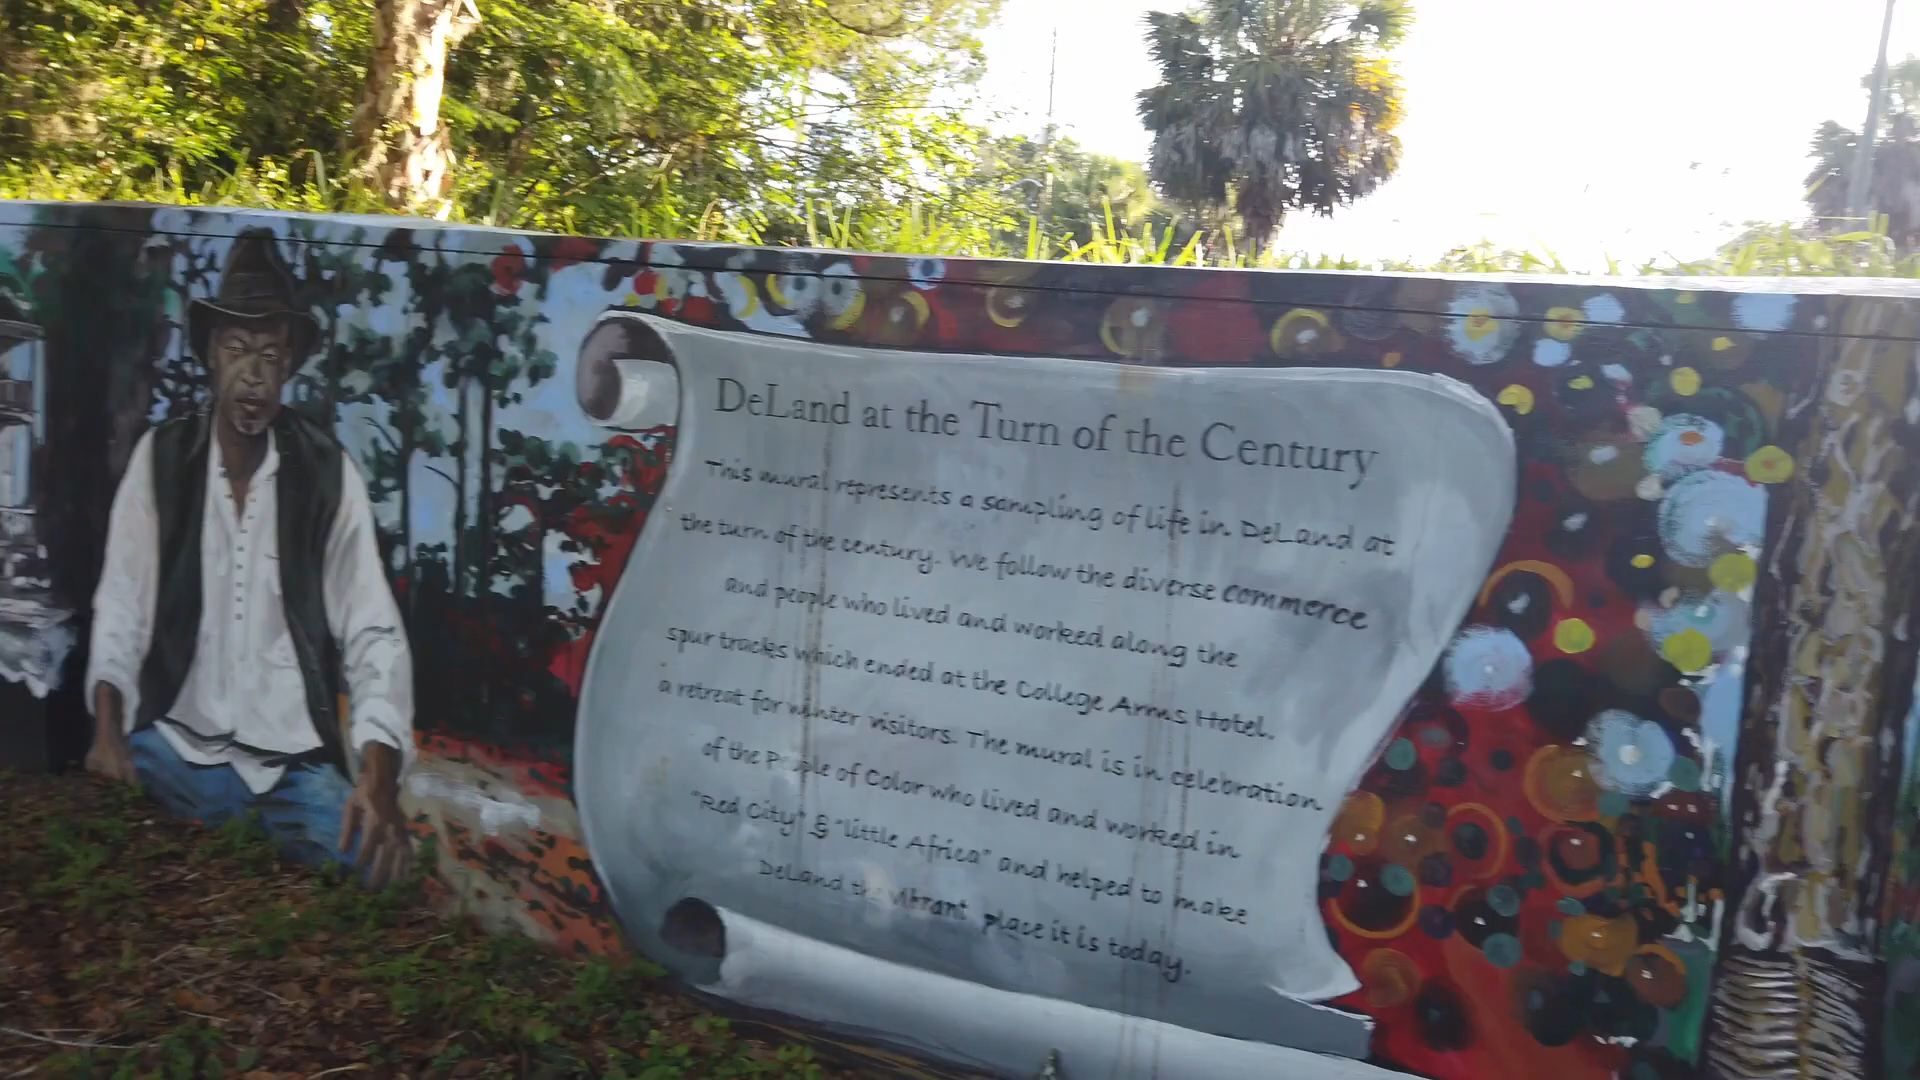 DeLand at the Turn of the Century
This mural represents a sampling of life in DeLand at
the turn of the century. We follow the diverse commerce
and people who lived and worked along the
spur tracks which ended at the College Arms Hotel,
a retreat for winter visitors. The mural is in celebration
of the People of Color who lived and worked in
"Red City" & "little Africa" and helped to make
DeLand the vibrant place it is today.